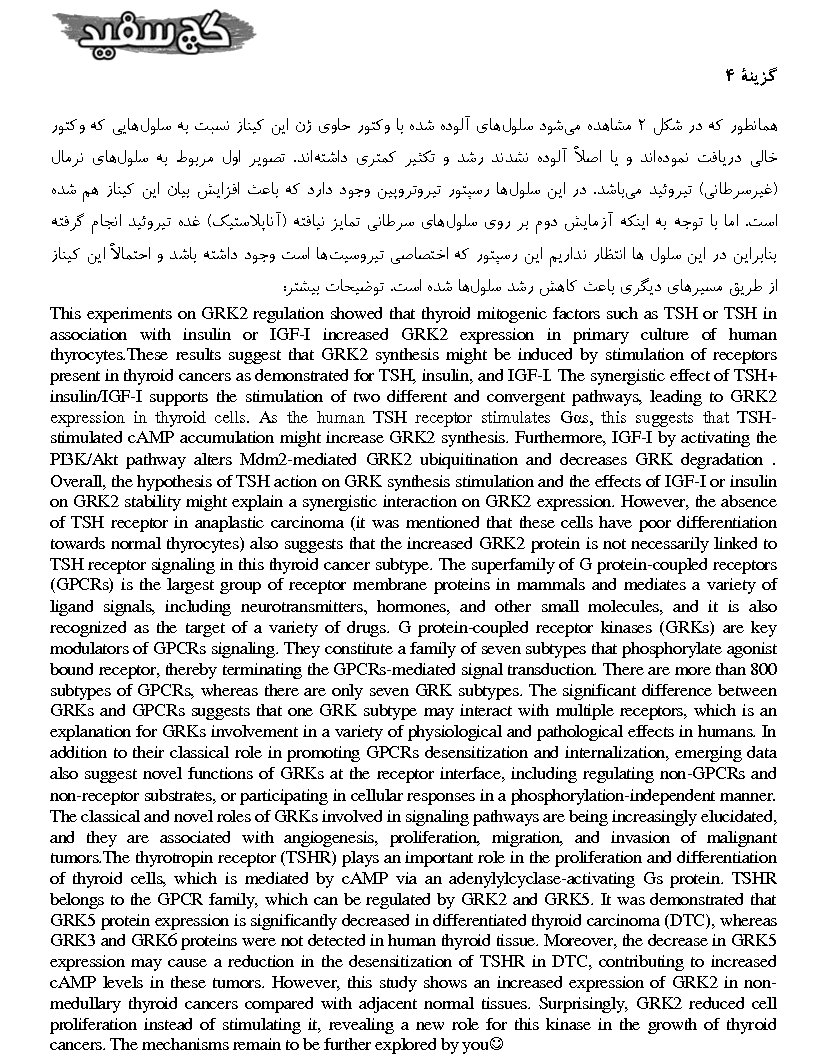 گچ سفید
گزینهٔ ۴
همانطور که در شکل ۲ مشاهده می‌شود سلول‌های آلوده شده با وکتور حاوی ژن این کیناز نسبت به سلول‌هایی که وکتور
خالی دریافت نموده‌اند و یا اصلاً آلوده نشدند رشد و تکثیر کمتری داشته‌اند. تصویر اول مربوط به سلول‌های نرمال
(غیرسرطانی) تیروئید می‌باشد. در این سلول‌ها رسپتور تیروتروپین وجود دارد که باعث افزایش بیان این کیناز هم شده
است. اما با توجه به اینکه آزمایش دوم بر روی سلول‌های سرطانی تمایز نیافته (آناپلاستیک) غده تیروئید انجام گرفته
بنابراین در این سلول ها انتظار نداریم این رسپتور که اختصاصی تیروسیت‌ها است وجود داشته باشد و احتمالاً این کیناز
از طریق مسیرهای دیگری باعث کاهش رشد سلول‌ها شده است. توضیحات بیشتر:
This experiments on GRK2 regulation showed that thyroid mitogenic factors such as TSH or TSH in
association with insulin or IGF-I increased GRK2 expression in primary culture of human
thyrocytes.These results suggest that GRK2 synthesis might be induced by stimulation of receptors
present in thyroid cancers as demonstrated for TSH, insulin, and IGF-I. The synergistic effect of TSH+
insulin/IGF-I supports the stimulation of two different and convergent pathways, leading to GRK2
expression in thyroid cells. As the human TSH receptor stimulates Gαs, this suggests that TSH-
stimulated cAMP accumulation might increase GRK2 synthesis. Furthermore, IGF-I by activating the
PI3K/Akt pathway alters Mdm2-mediated GRK2 ubiquitination and decreases GRK degradation .
Overall, the hypothesis of TSH action on GRK synthesis stimulation and the effects of IGF-I or insulin
on GRK2 stability might explain a synergistic interaction on GRK2 expression. However, the absence
of TSH receptor in anaplastic carcinoma (it was mentioned that these cells have poor differentiation
towards normal thyrocytes) also suggests that the increased GRK2 protein is not necessarily linked to
TSH receptor signaling in this thyroid cancer subtype. The superfamily of G protein-coupled receptors
(GPCRs) is the largest group of receptor membrane proteins in mammals and mediates a variety of
ligand signals, including neurotransmitters, hormones, and other small molecules, and it is also
recognized as the target of a variety of drugs. G protein-coupled receptor kinases (GRKs) are key
modulators of GPCRs signaling. They constitute a family of seven subtypes that phosphorylate agonist
bound receptor, thereby terminating the GPCRs-mediated signal transduction. There are more than 800
subtypes of GPCRs, whereas there are only seven GRK subtypes. The significant difference between
GRKs and GPCRs suggests that one GRK subtype may interact with multiple receptors, which is an
explanation for GRKs involvement in a variety of physiological and pathological effects in humans. In
addition to their classical role in promoting GPCRs desensitization and internalization, emerging data
also suggest novel functions of GRKs at the receptor interface, including regulating non-GPCRs and
non-receptor substrates, or participating in cellular responses in a phosphorylation-independent manner.
The classical and novel roles of GRKs involved in signaling pathways are being increasingly elucidated,
and they are associated with angiogenesis, proliferation, migration, and invasion of malignant
tumors.The thyrotropin receptor (TSHR) plays an important role in the proliferation and differentiation
of thyroid cells, which is mediated by cAMP via an adenylylcyclase-activating Gs protein. TSHR
belongs to the GPCR family, which can be regulated by GRK2 and GRK5. It was demonstrated that
GRK5 protein expression is significantly decreased in differentiated thyroid carcinoma (DTC), whereas
GRK3 and GRK6 proteins were not detected in human thyroid tissue. Moreover, the decrease in GRK5
expression may cause a reduction in the desensitization of TSHR in DTC, contributing to increased
cAMP levels in these tumors. However, this study shows an increased expression of GRK2 in non-
medullary thyroid cancers compared with adjacent normal tissues. Surprisingly, GRK2 reduced cell
proliferation instead of stimulating it, revealing a new role for this kinase in the growth of thyroid
cancers. The mechanisms remain to be further explored by you☺